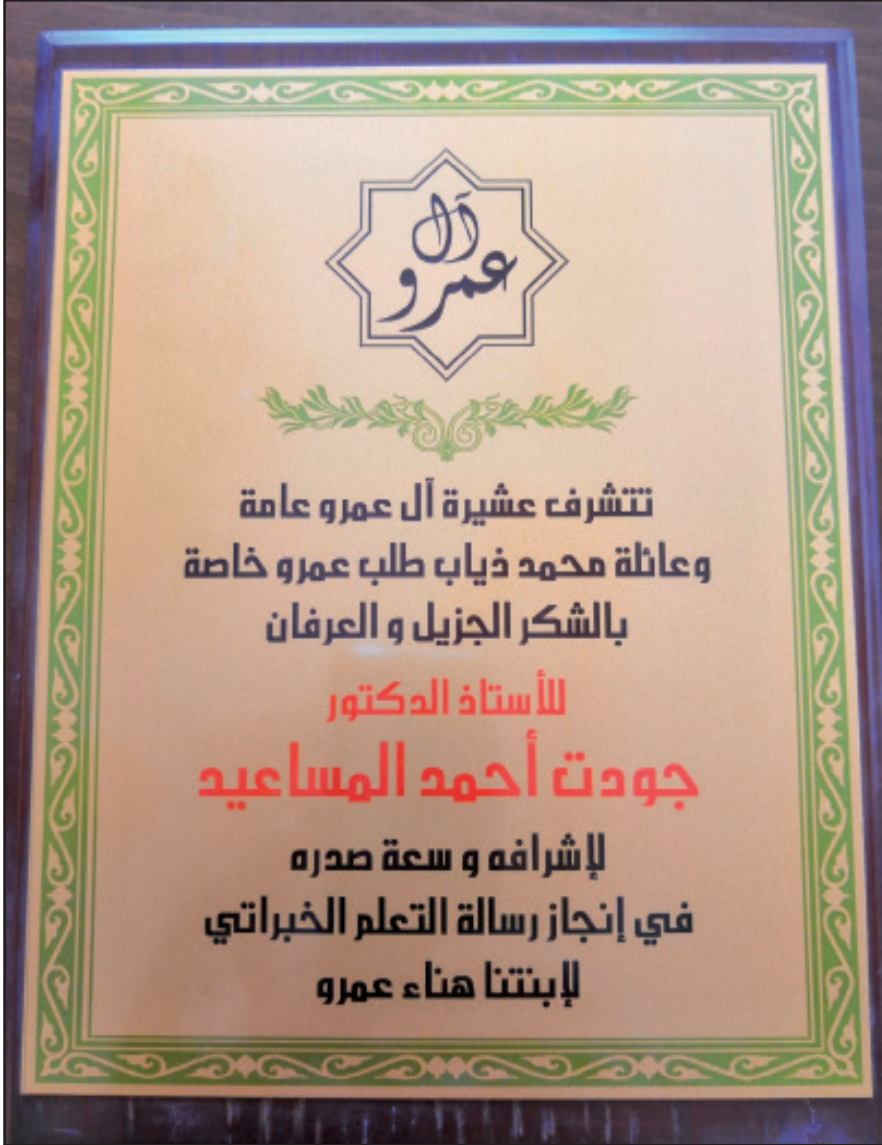 آل
عمرو
تتشرف عشيرة آل عمرو عامة
وعائلة محمد ذياب طلب عمرو خاصة
بالشكر الجزيل و العرفان
للأستاذ الدكتور
جودت أحمد المساعيد
لإشرافه و سعة صدره
في إنجاز رسالة التعلم الخبراتي
لإبنتنا هناء عمرو